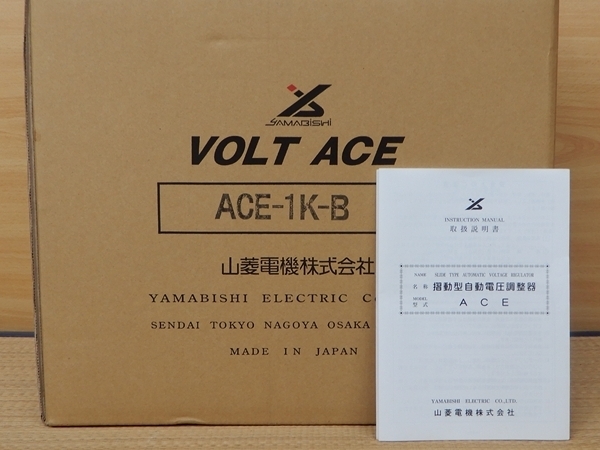 YAMABISHI
VOLT ACE
ACE-1K-B
山菱電機株式会社
YAMABISHI ELECTRIC
SENDAI TOKYO NAGOYA OSAKA
MADE IN JAPAN
INSTRUCTION MANUAL
取扱説明書
NAME SLIDE TYPE AUTOMATIC VOLTAGE REGULATOR
名称 摺動型自動電圧調整器
MODEL
型式 ACE
YAMABISHI ELECTRIC CO.,LTD.
山菱電機株式会社